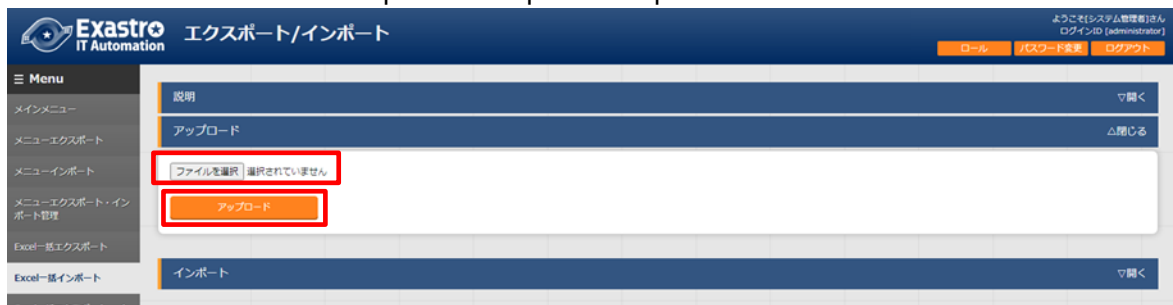 Exastro
IT Automation
エクスポート/インポート
ようこそ[システム管理者]さん
ログインID [administrator]
ロール
パスワード変更
ログアウト
☰ Menu
メインメニュー
メニューエクスポート
メニューインポート
メニューエクスポート・イン
ポート管理
Excel一括エクスポート
Excel一括インポート
説明
▽開く
アップロード
△閉じる
ファイルを選択 選択されていません
アップロード
インポート
▽開く